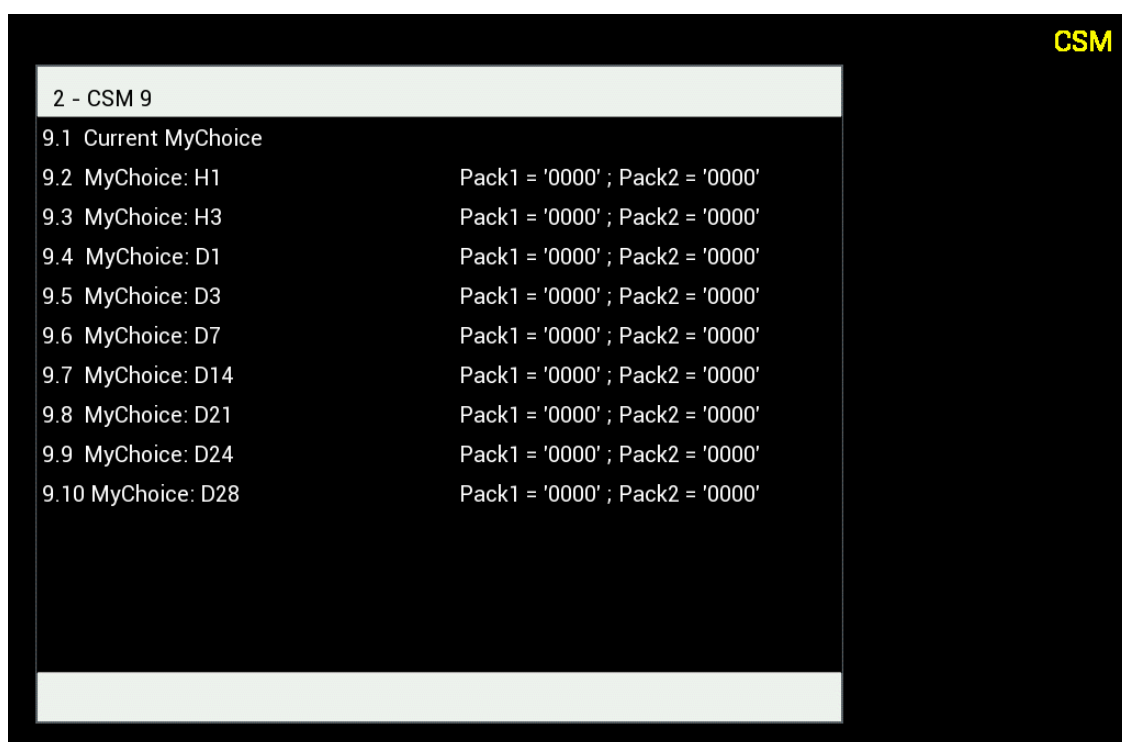 CSM
2 - CSM 9
9.1 Current MyChoice
9.2 MyChoice: H1 Pack1 = '0000' ; Pack2 = '0000'
9.3 MyChoice: H3 Pack1 = '0000' ; Pack2 = '0000'
9.4 MyChoice: D1 Pack1 = '0000' ; Pack2 = '0000'
9.5 MyChoice: D3 Pack1 = '0000' ; Pack2 = '0000'
9.6 MyChoice: D7 Pack1 = '0000' ; Pack2 = '0000'
9.7 MyChoice: D14 Pack1 = '0000' ; Pack2 = '0000'
9.8 MyChoice: D21 Pack1 = '0000' ; Pack2 = '0000'
9.9 MyChoice: D24 Pack1 = '0000' ; Pack2 = '0000'
9.10 MyChoice: D28 Pack1 = '0000' ; Pack2 = '0000'